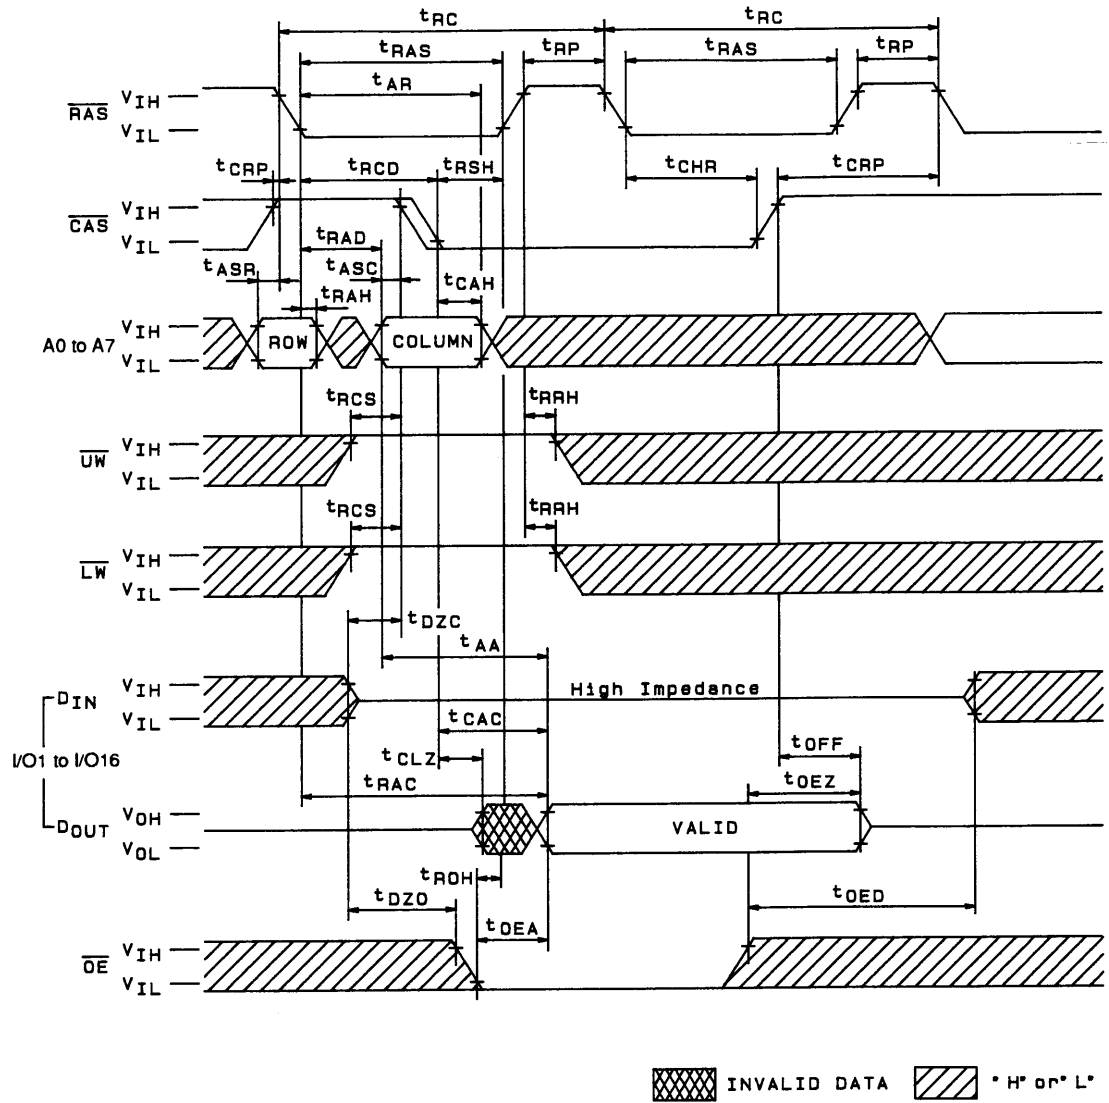 tRC tRC
tRAS tRP tRAS tRP
tAR
RAS VIH
VIL
tCRP tRCD tRSH tCHR tCRP
CAS VIH
VIL
tRAD
tASR tASC
tRAH tCAH
A0 to A7 VIH
VIL
ROW COLUMN
tRCS tRRH
UW VIH
VIL
tRCS tRRH
LW VIH
VIL
tDZC
tAA
DIN VIH
VIL
High Impedance
tCAC
I/O1 to I/O16
tCLZ tOFF
tRAC tOEZ
DOUT VOH
VOL
VALID
tROH
tDZO tOED
tOEA
OE VIH
VIL
INVALID DATA "H" or "L"